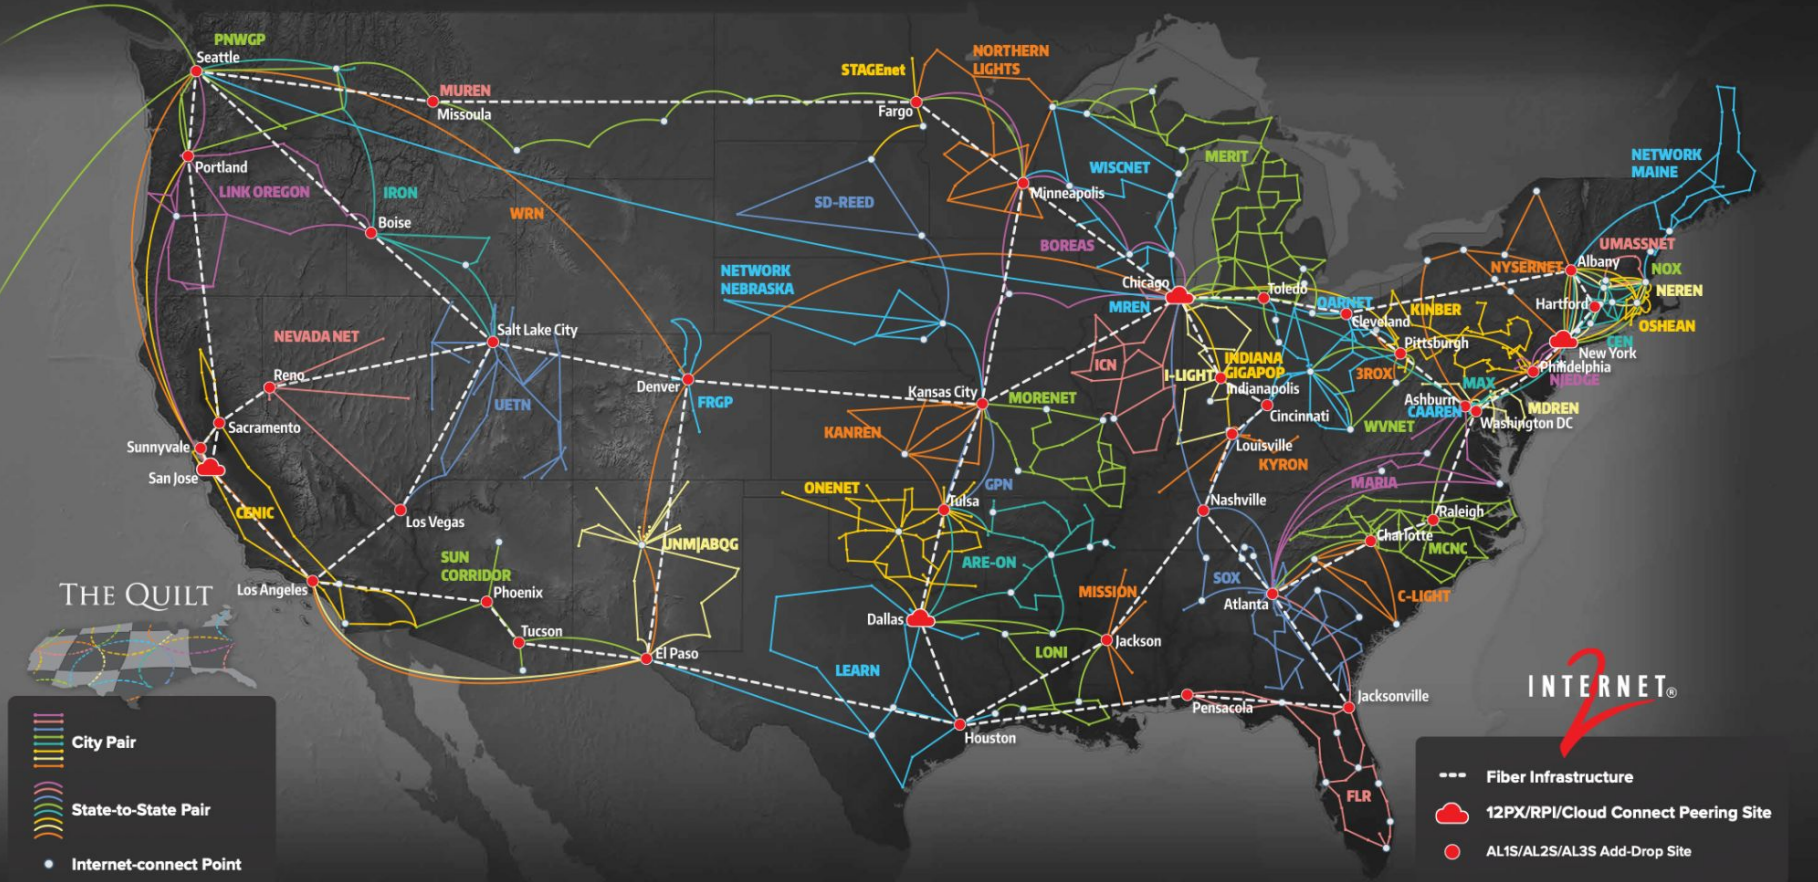 PNWGP
Seattle
MUREN
Missoula
STAGEnet
Fargo
NORTHERN
LIGHTS
Portland
LINK OREGON
IRON
Boise
WRN
SD-REED
Minneapolis
WISCNET
MERIT
NETWORK
MAINE
BOREAS
NETWORK
NEBRASKA
Chicago
MREN
Toledo
OARNET
Cleveland
KINBER
NYSERNET
UMASSNET
Albany
NOX
NEREN
Hartford
OSHEAN
CEN
New York
Philidelphia
NJEDGE
Pittsburgh
3ROX
NEVADA NET
Salt Lake City
Reno
UETN
Denver
FRGP
Kansas City
MORENET
KANREN
ICN
I-LIGHT
INDIANA
GIGAPOP
Indianapolis
Cincinnati
Louisville
KYRON
WVNET
MAX
Ashburn
CAAREN
MDREN
Washington DC
Sacramento
Sunnyvale
San Jose
CENIC
Los Vegas
ONENET
Tulsa
GPN
Nashville
MARIA
Raleigh
Charlotte
MCNC
UNM|ABQG
SUN
CORRIDOR
Phoenix
Los Angeles
Tucson
El Paso
ARE-ON
MISSION
SOX
Atlanta
C-LIGHT
Dallas
LEARN
LONI
Jackson
Houston
Pensacola
Jacksonville
FLR
THE QUILT
City Pair
State-to-State Pair
Internet-connect Point
INTERNET®
2
Fiber Infrastructure
12PX/RPI/Cloud Connect Peering Site
AL1S/AL2S/AL3S Add-Drop Site